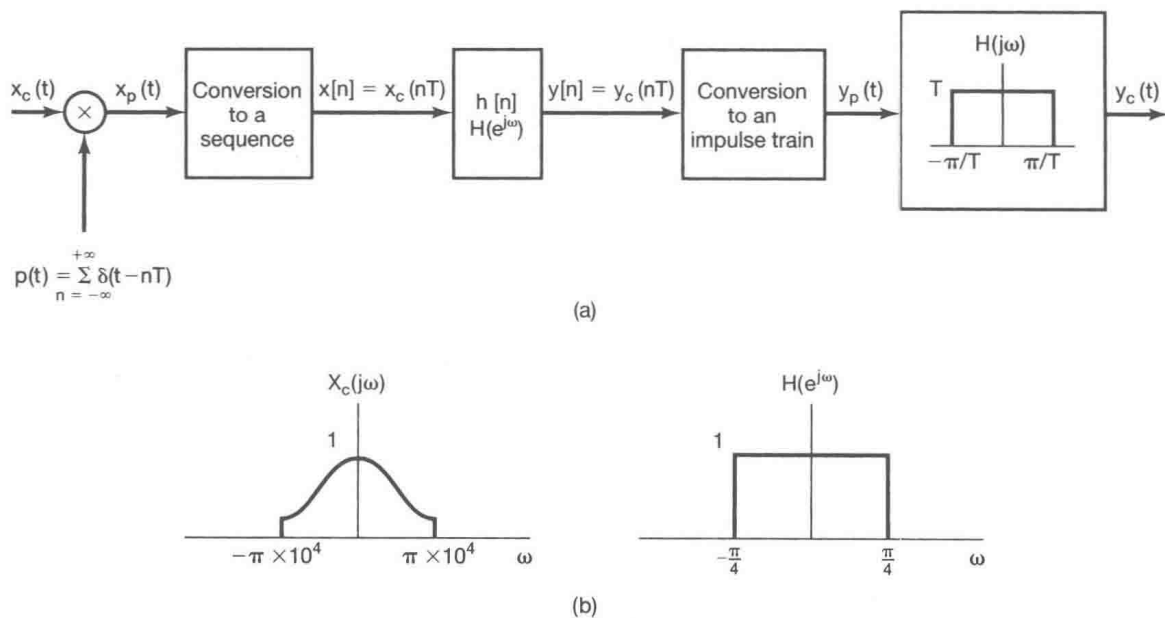 x_c(t)
×
x_p(t)
Conversion
to a
sequence
x[n] = x_c(nT)
h [n]
H(e^{jω})
y[n] = y_c(nT)
Conversion
to an
impulse train
y_p(t)
H(jω)
T
−π/T
π/T
y_c(t)
p(t) = Σ_{n = −∞}^{+∞} δ(t−nT)
(a)
X_c(jω)
1
−π ×10^4
π ×10^4
ω
H(e^{jω})
1
−π/4
π/4
ω
(b)